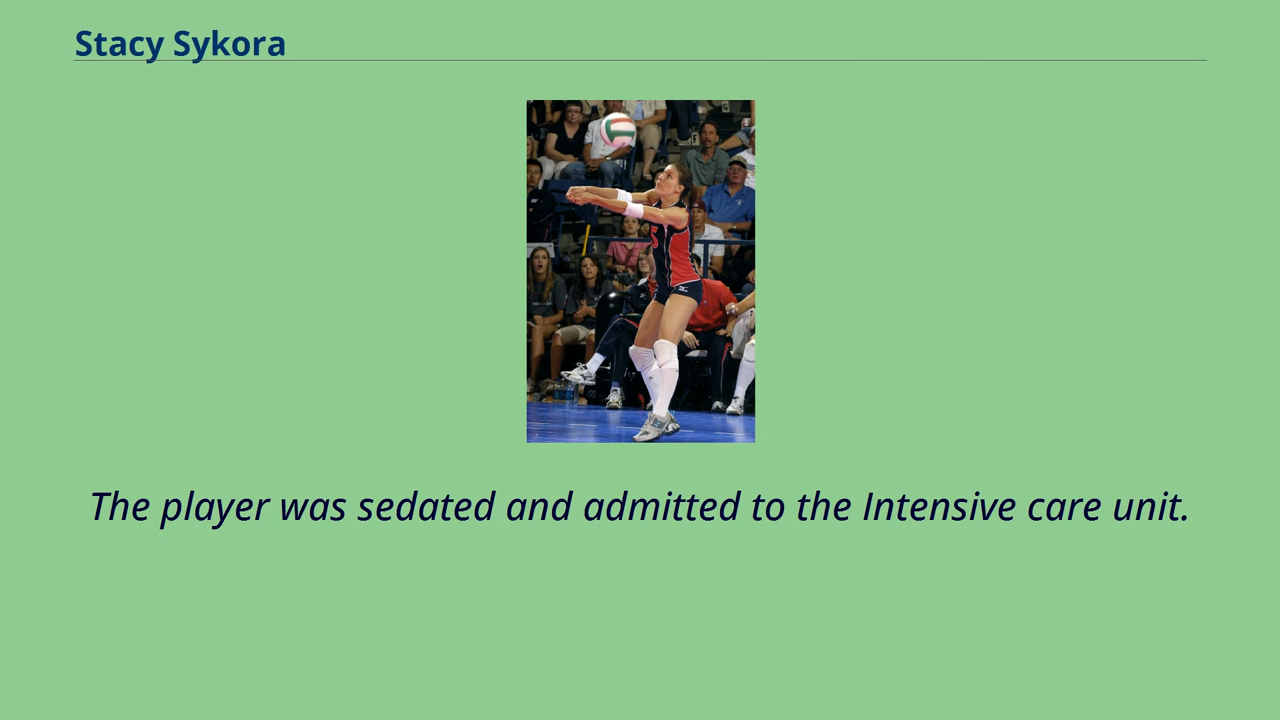 Stacy Sykora
The player was sedated and admitted to the Intensive care unit.